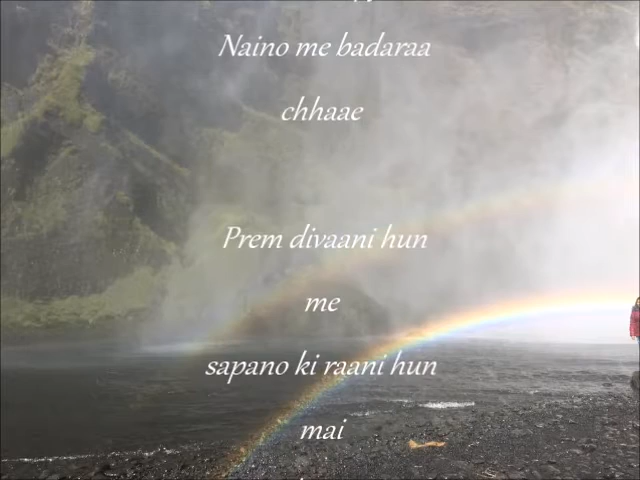 Naino me badaraa
chhaae
Prem divaani hun
me
sapano ki raani hun
mai